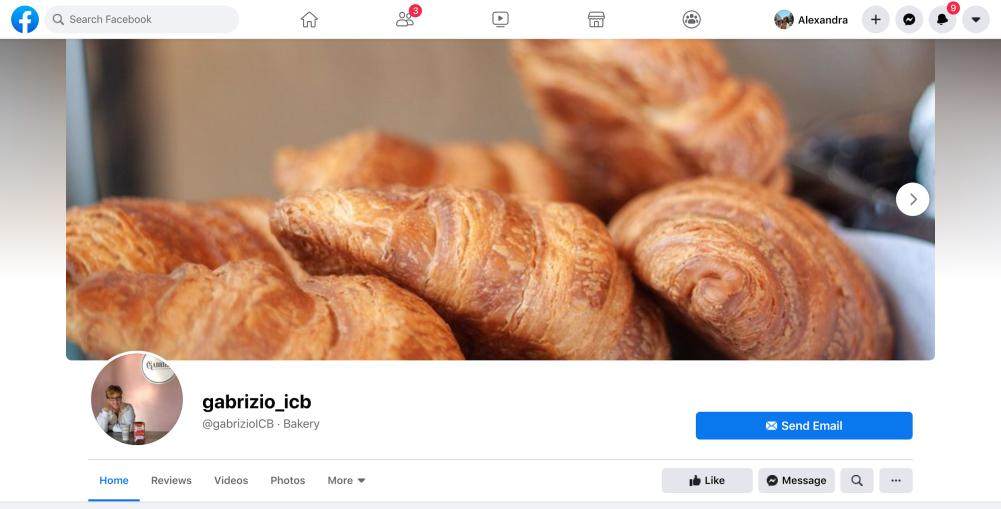 Search Facebook
3
Alexandra
9
gabrizio_icb
@gabrizioICB · Bakery
Send Email
Home Reviews Videos Photos More
Like Message